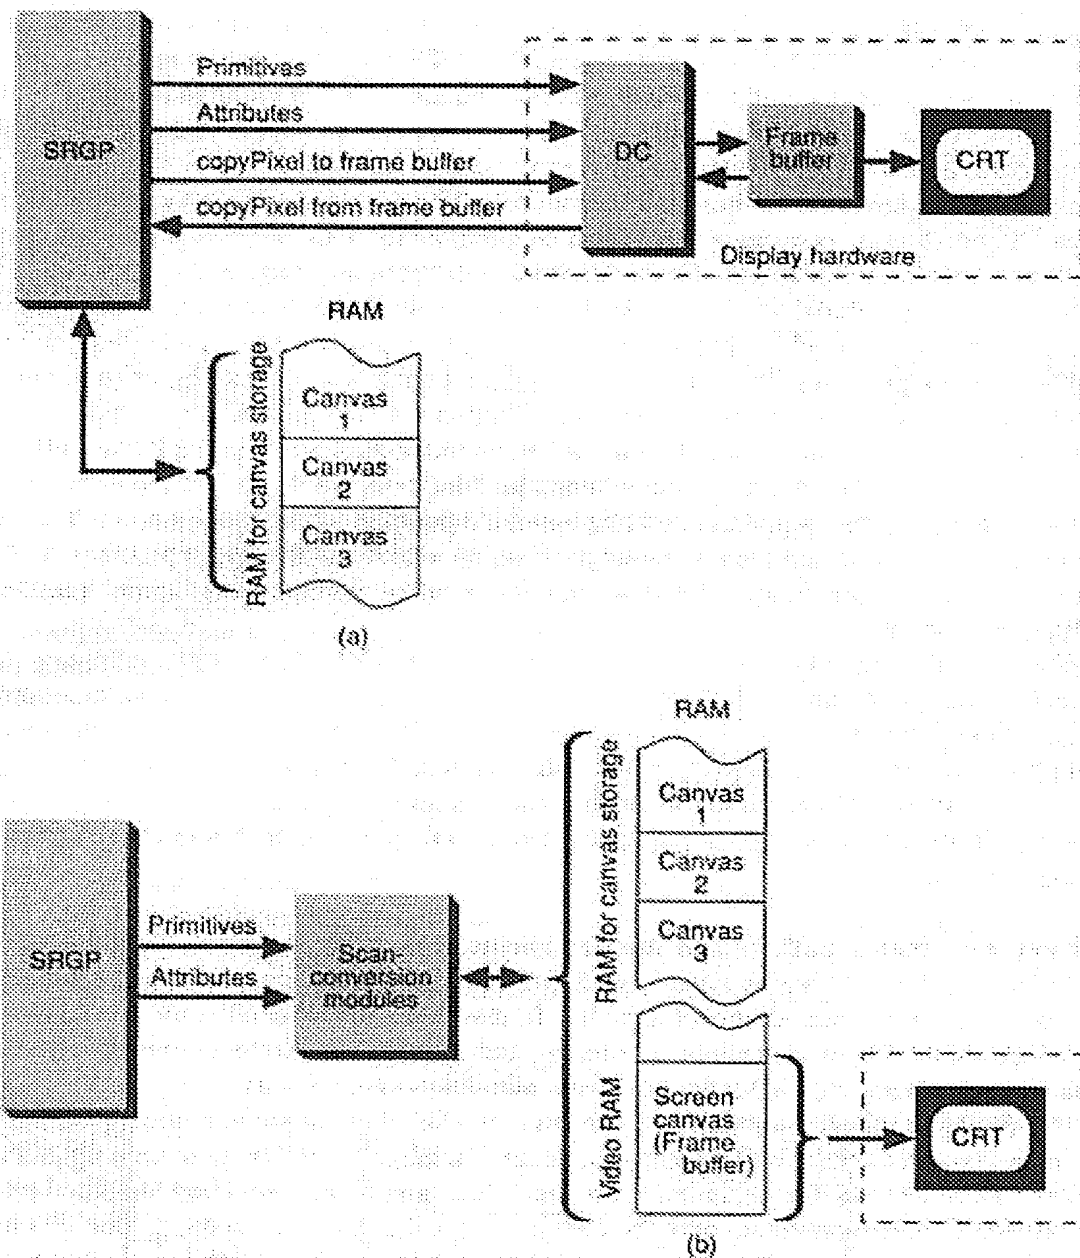 Primitives
Attributes
SRGP
copyPixel to frame buffer
copyPixel from frame buffer
DC
Frame
buffer
CRT
Display hardware
RAM
RAM for canvas storage
Canvas
1
Canvas
2
Canvas
3
(a)
RAM
RAM for canvas storage
Canvas
1
Canvas
2
Canvas
3
SRGP
Primitives
Attributes
Scan-
conversion
modules
Video RAM
Screen
canvas
(Frame
buffer)
CRT
(b)